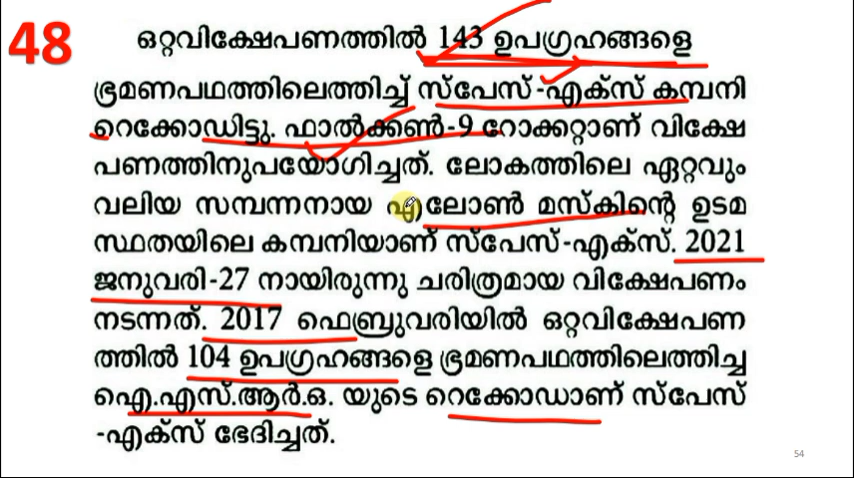 48
ഒറ്റവിക്ഷേപണത്തിൽ 143 ഉപഗ്രഹങ്ങളെ
ഭ്രമണപഥത്തിലെത്തിച്ച് സ്പേസ്-എക്സ് കമ്പനി
റെക്കോഡിട്ടു. ഫാൽക്കൺ-9 റോക്കറ്റാണ് വിക്ഷേ
പണത്തിനുപയോഗിച്ചത്. ലോകത്തിലെ ഏറ്റവും
വലിയ സമ്പന്നനായ എലോൺ മസ്കിന്റെ ഉടമ
സ്ഥതയിലെ കമ്പനിയാണ് സ്പേസ്-എക്സ്. 2021
ജനുവരി-27 നായിരുന്നു ചരിത്രമായ വിക്ഷേപണം
നടന്നത്. 2017 ഫെബ്രുവരിയിൽ ഒറ്റവിക്ഷേപണ
ത്തിൽ 104 ഉപഗ്രഹങ്ങളെ ഭ്രമണപഥത്തിലെത്തിച്ച
ഐ.എസ്.ആർ.ഒ. യുടെ റെക്കോഡാണ് സ്പേസ്
-എക്സ് ഭേദിച്ചത്.
54